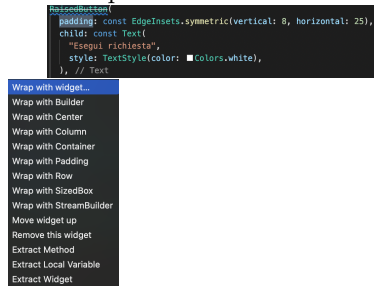 RaisedButton(
padding: const EdgeInsets.symmetric(vertical: 8, horizontal: 25),
child: const Text(
"Esegui richiesta",
style: TextStyle(color: Colors.white),
), // Text
Wrap with widget...
Wrap with Builder
Wrap with Center
Wrap with Column
Wrap with Container
Wrap with Padding
Wrap with Row
Wrap with SizedBox
Wrap with StreamBuilder
Move widget up
Remove this widget
Extract Method
Extract Local Variable
Extract Widget